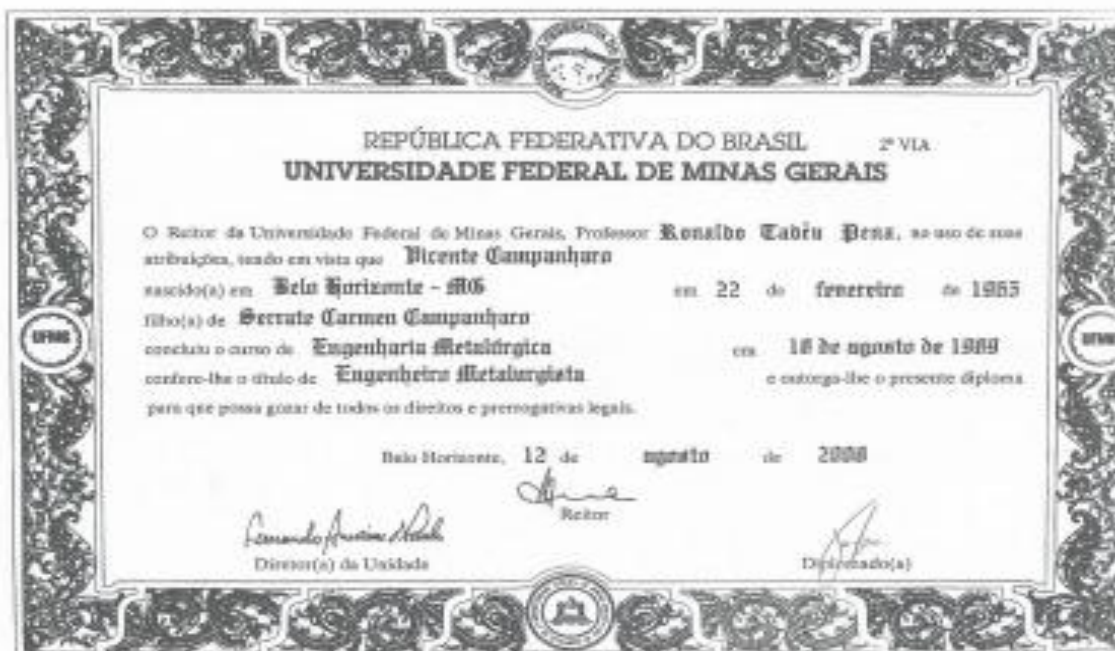 REPÚBLICA FEDERATIVA DO BRASIL 2ª VIA
UNIVERSIDADE FEDERAL DE MINAS GERAIS
O Reitor da Universidade Federal de Minas Gerais, Professor Ronaldo Tadêu Pena, no uso de suas
atribuições, tendo em vista que Vicente Campanharo
nascido(a) em Belo Horizonte - MG em 22 de fevereiro de
filho(a) de Serrate Carmen Campanharo
concluiu o curso de Engenharia Metalúrgica em de agosto de 1989
confere-lhe o título de Engenheiro Metalurgista e outorga-lhe o presente diploma
para que possa gozar de todos os direitos e prerrogativas legais.
Belo Horizonte, 12 de agosto de
Reitor
Diretor(a) da Unidade
Diplomado(a)
UFMG
UFMG